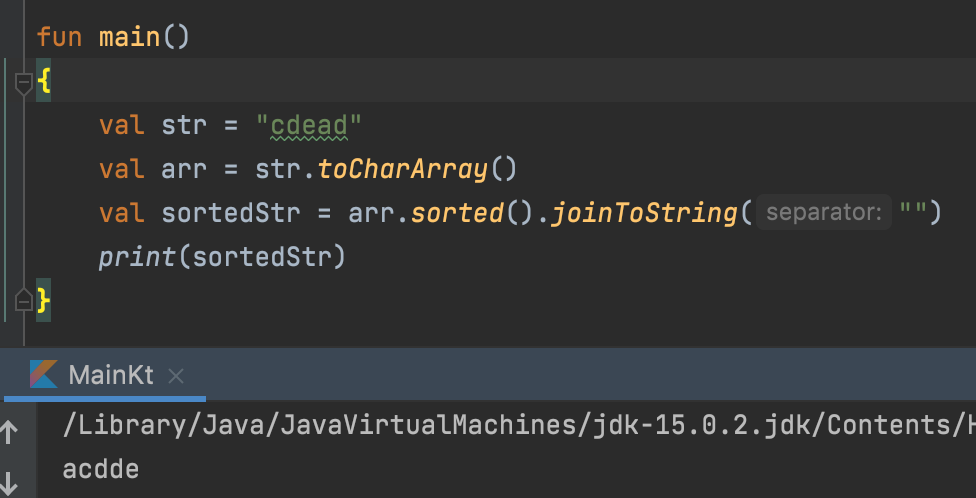 fun main()
{
val str = "cdead"
val arr = str.toCharArray()
val sortedStr = arr.sorted().joinToString( separator: "")
print(sortedStr)
}
MainKt ×
/Library/Java/JavaVirtualMachines/jdk-15.0.2.jdk/Contents/H
acdde